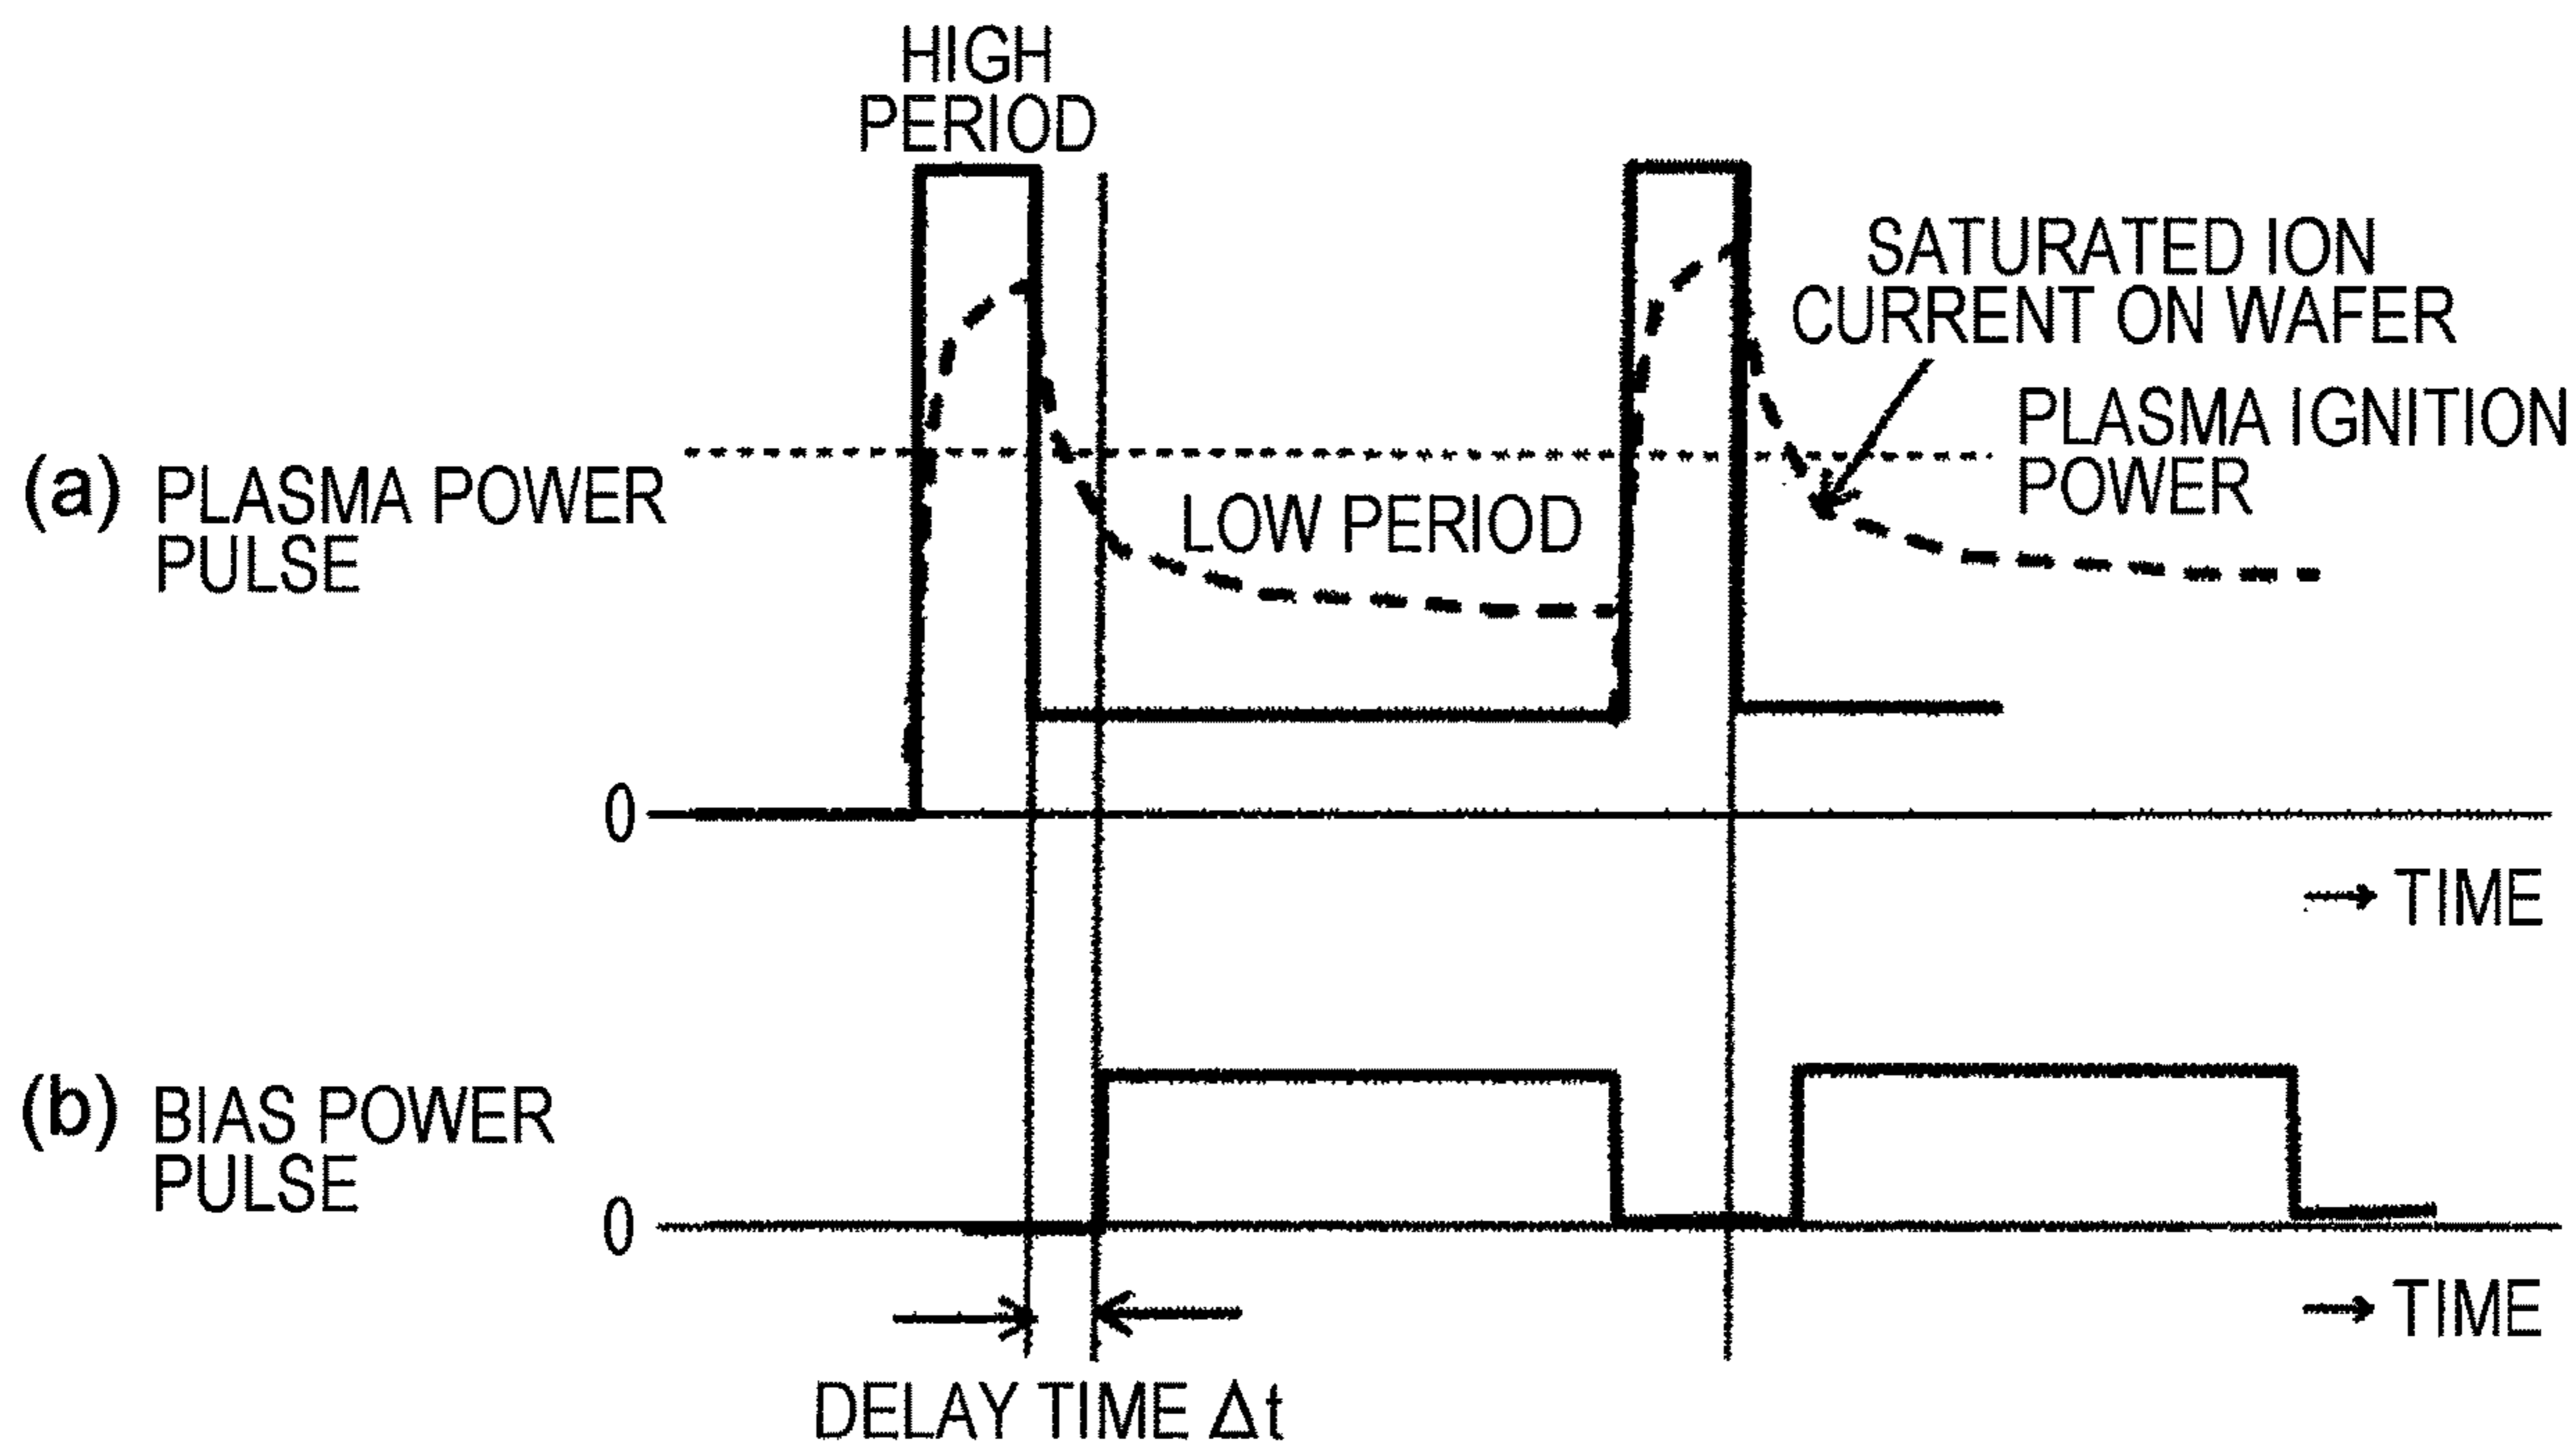 HIGH
PERIOD
SATURATED ION
CURRENT ON WAFER
PLASMA IGNITION
POWER
(a) PLASMA POWER
PULSE
LOW PERIOD
0
→ TIME
(b) BIAS POWER
PULSE
0
→ TIME
DELAY TIME Δt